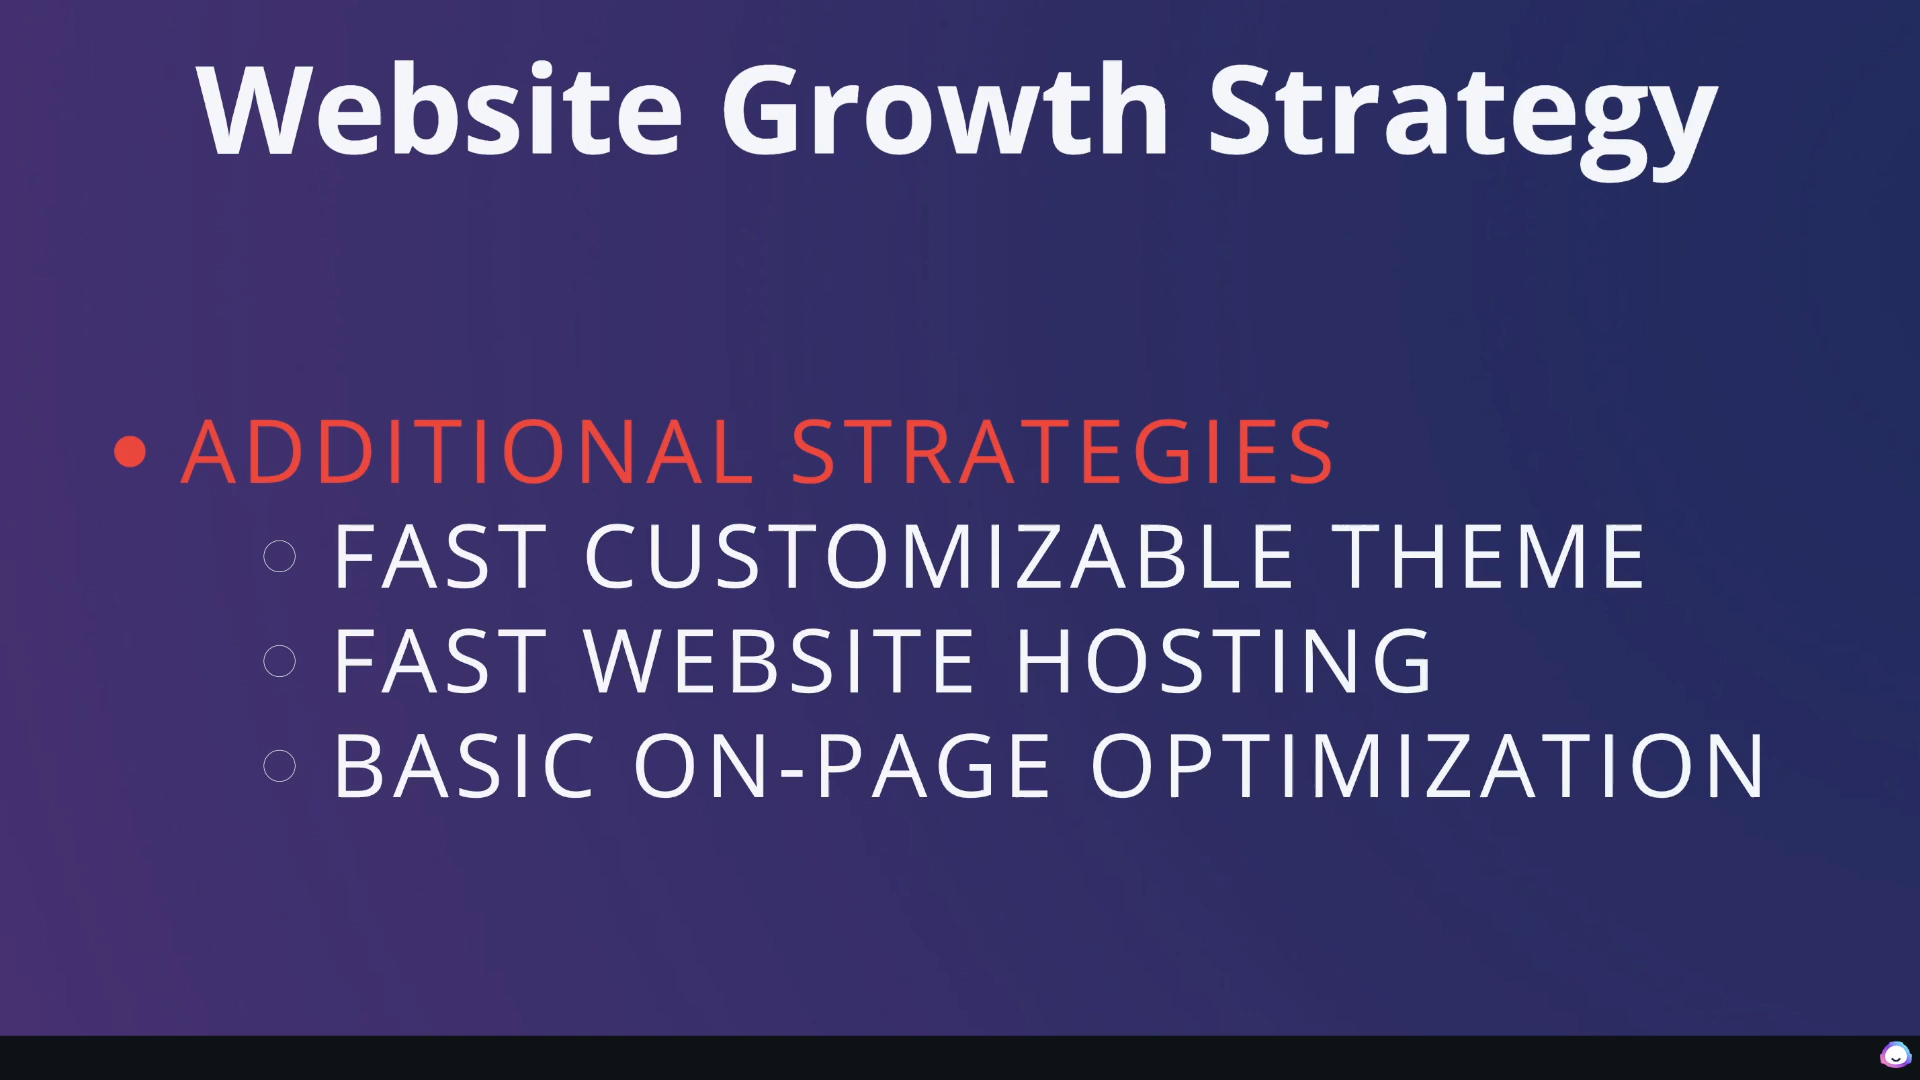 Website Growth Strategy
• ADDITIONAL STRATEGIES
○ FAST CUSTOMIZABLE THEME
○ FAST WEBSITE HOSTING
○ BASIC ON-PAGE OPTIMIZATION